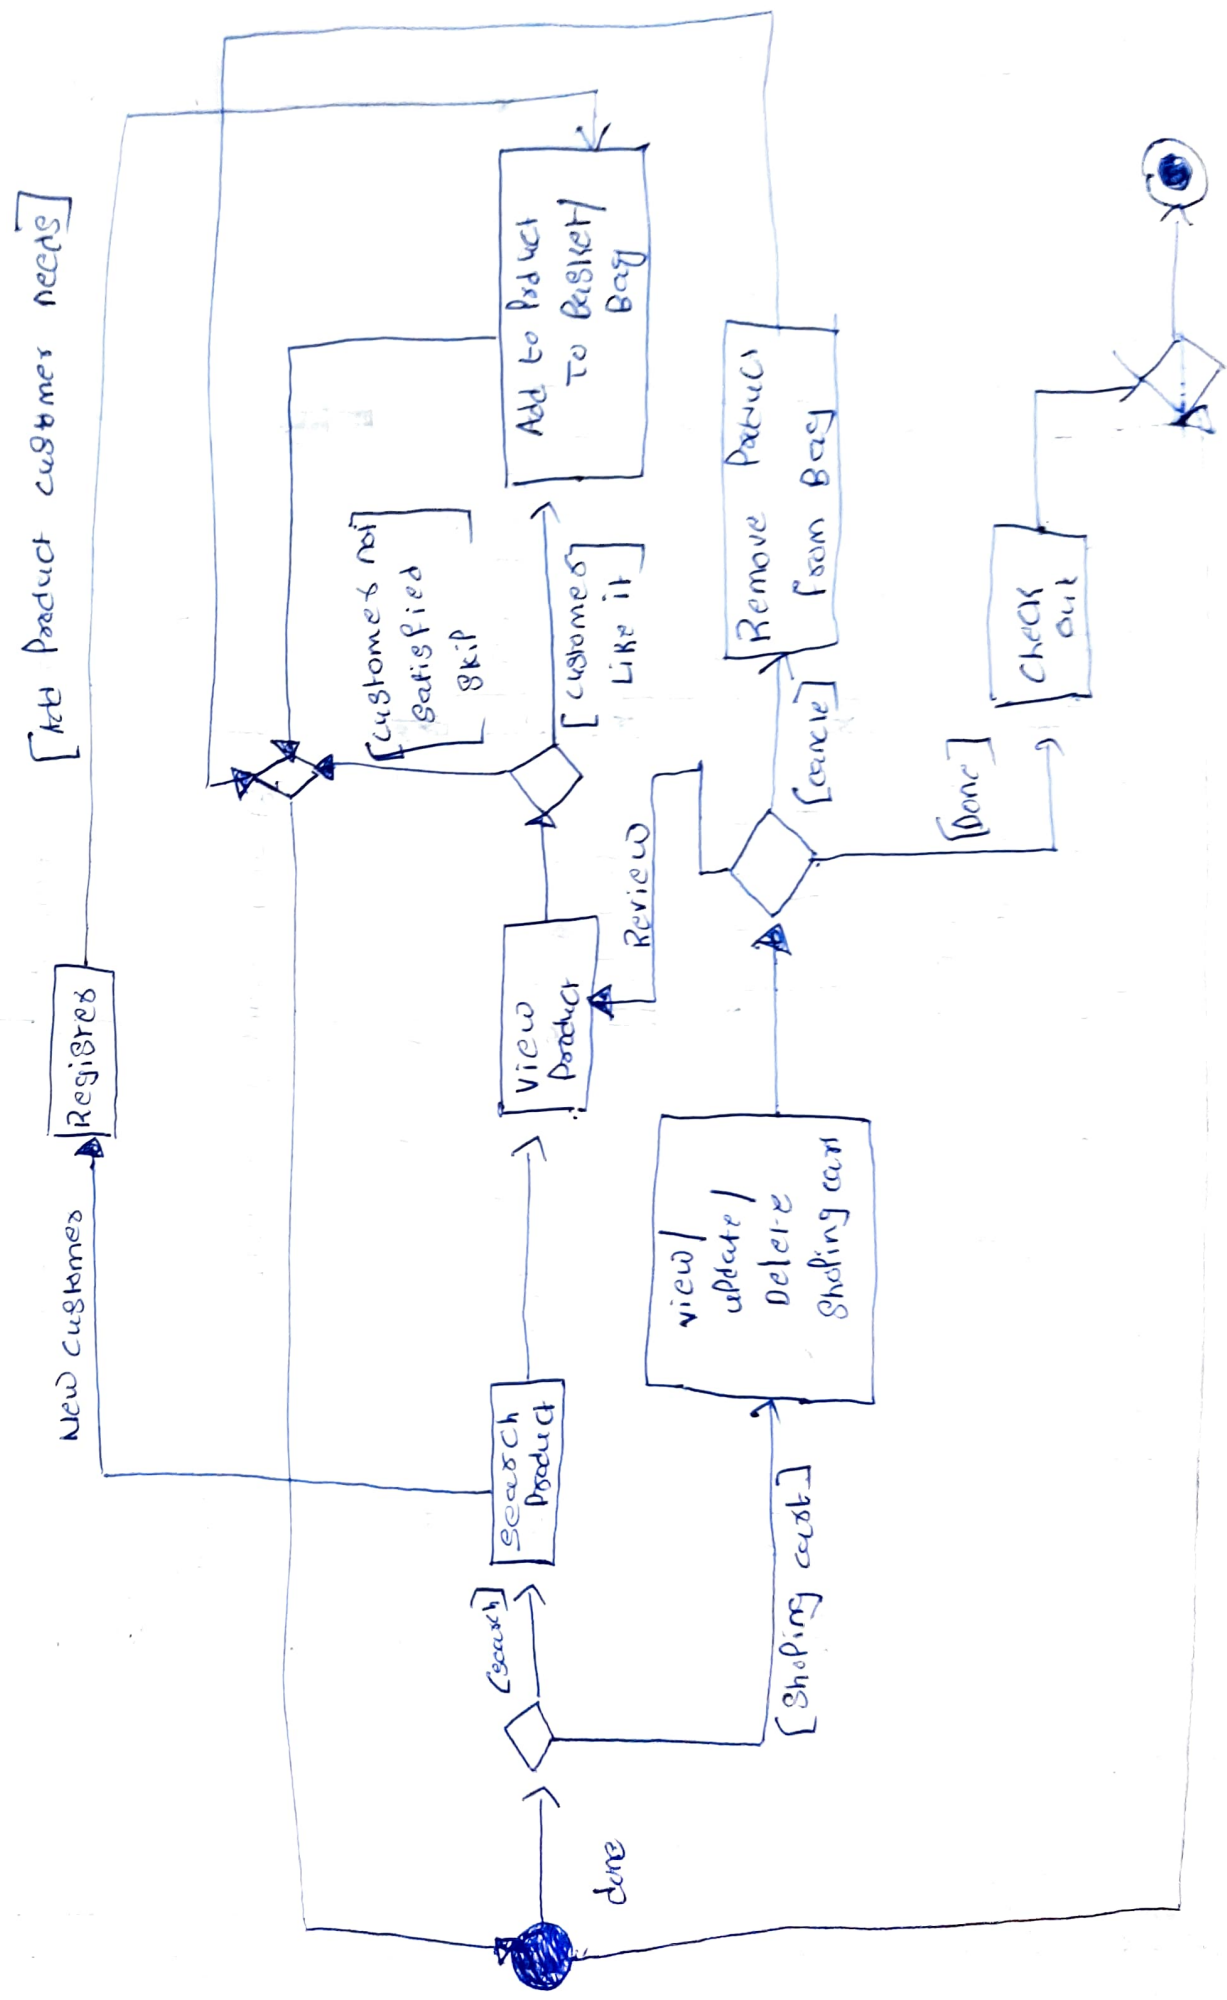 [Add Product customer needs]
New Customer
Register
[customer not
satisfied
skip
Add to Product
To Basket/
Bag
[customer
Like it]
[search]
search
Product
View
Product
Review
done
view/
update/
Delete
Shoping cart
[Shoping cart]
Remove Product
from Bag
[cancle]
[Done]
Check
out